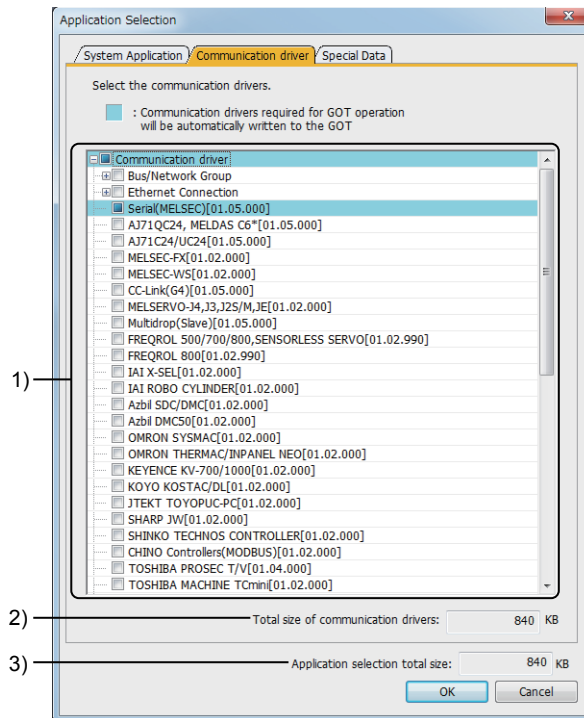 Application Selection
System Application
Communication driver
Special Data
Select the communication drivers.
: Communication drivers required for GOT operation
will be automatically written to the GOT
Communication driver
Bus/Network Group
Ethernet Connection
Serial(MELSEC)[01.05.000]
AJ71QC24, MELDAS C6*[01.05.000]
AJ71C24/UC24[01.05.000]
MELSEC-FX[01.02.000]
MELSEC-WS[01.02.000]
CC-Link(G4)[01.05.000]
MELSERVO-J4,J3,J2S/M,JE[01.02.000]
Multidrop(Slave)[01.05.000]
FREQROL 500/700/800,SENSORLESS SERVO[01.02.990]
FREQROL 800[01.02.990]
1)
IAI X-SEL[01.02.000]
IAI ROBO CYLINDER[01.02.000]
Azbil SDC/DMC[01.02.000]
Azbil DMC50[01.02.000]
OMRON SYSMAC[01.02.000]
OMRON THERMAC/INPANEL NEO[01.02.000]
KEYENCE KV-700/1000[01.02.000]
KOYO KOSTAC/DL[01.02.000]
JTEKT TOYOPUC-PC[01.02.000]
SHARP JW[01.02.000]
SHINKO TECHNOS CONTROLLER[01.02.000]
CHINO Controllers(MODBUS)[01.02.000]
TOSHIBA PROSEC T/V[01.04.000]
TOSHIBA MACHINE TCmini[01.02.000]
2) Total size of communication drivers: 840 KB
3) Application selection total size: 840 KB
OK Cancel